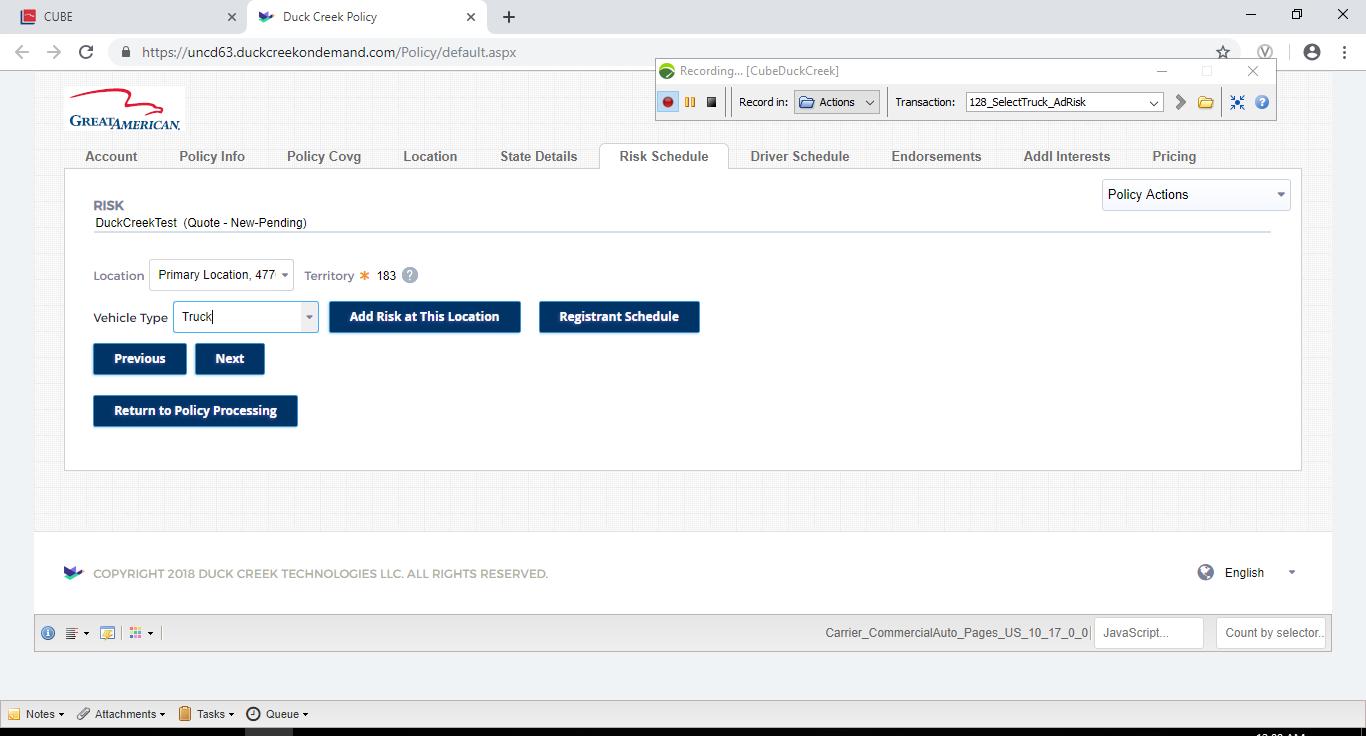 CUBE
Duck Creek Policy
https://uncd63.duckcreekondemand.com/Policy/default.aspx
Recording... [CubeDuckCreek]
Record in: Actions Transaction: 128_SelectTruck_AdRisk
GREATAMERICAN.
Account Policy Info Policy Covg Location State Details Risk Schedule Driver Schedule Endorsements Addl Interests Pricing
Policy Actions
RISK
DuckCreekTest (Quote - New-Pending)
Location Primary Location, 477 Territory * 183 ?
Vehicle Type Truck Add Risk at This Location Registrant Schedule
Previous Next
Return to Policy Processing
COPYRIGHT 2018 DUCK CREEK TECHNOLOGIES LLC. ALL RIGHTS RESERVED.
English
Carrier_CommercialAuto_Pages_US_10_17_0_0 JavaScript... Count by selector..
Notes Attachments Tasks Queue